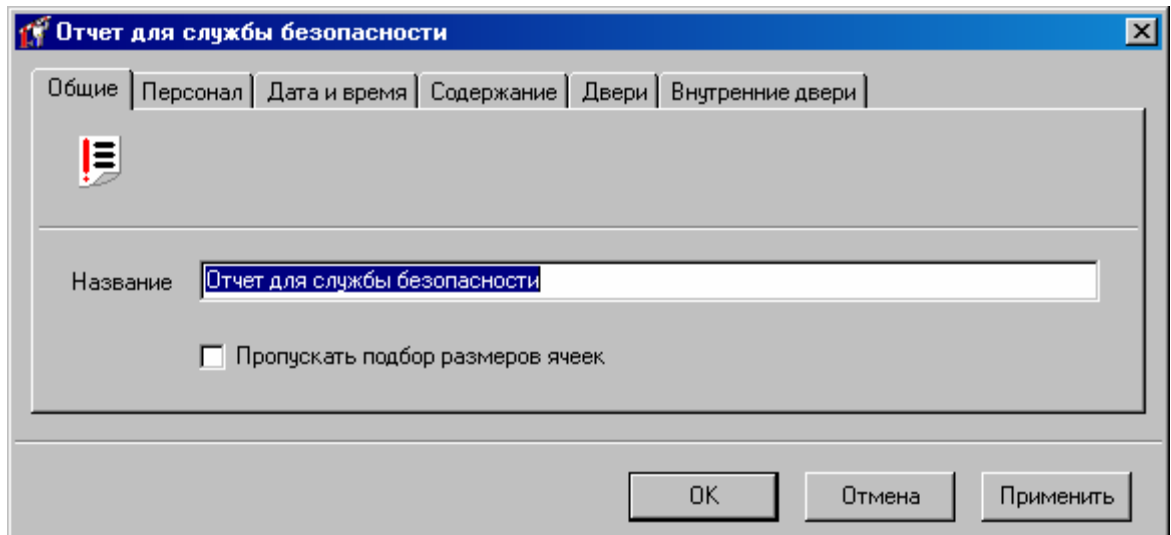 Отчет для службы безопасности
Общие Персонал Дата и время Содержание Двери Внутренние двери
Название Отчет для службы безопасности
Пропускать подбор размеров ячеек
OK Отмена Применить